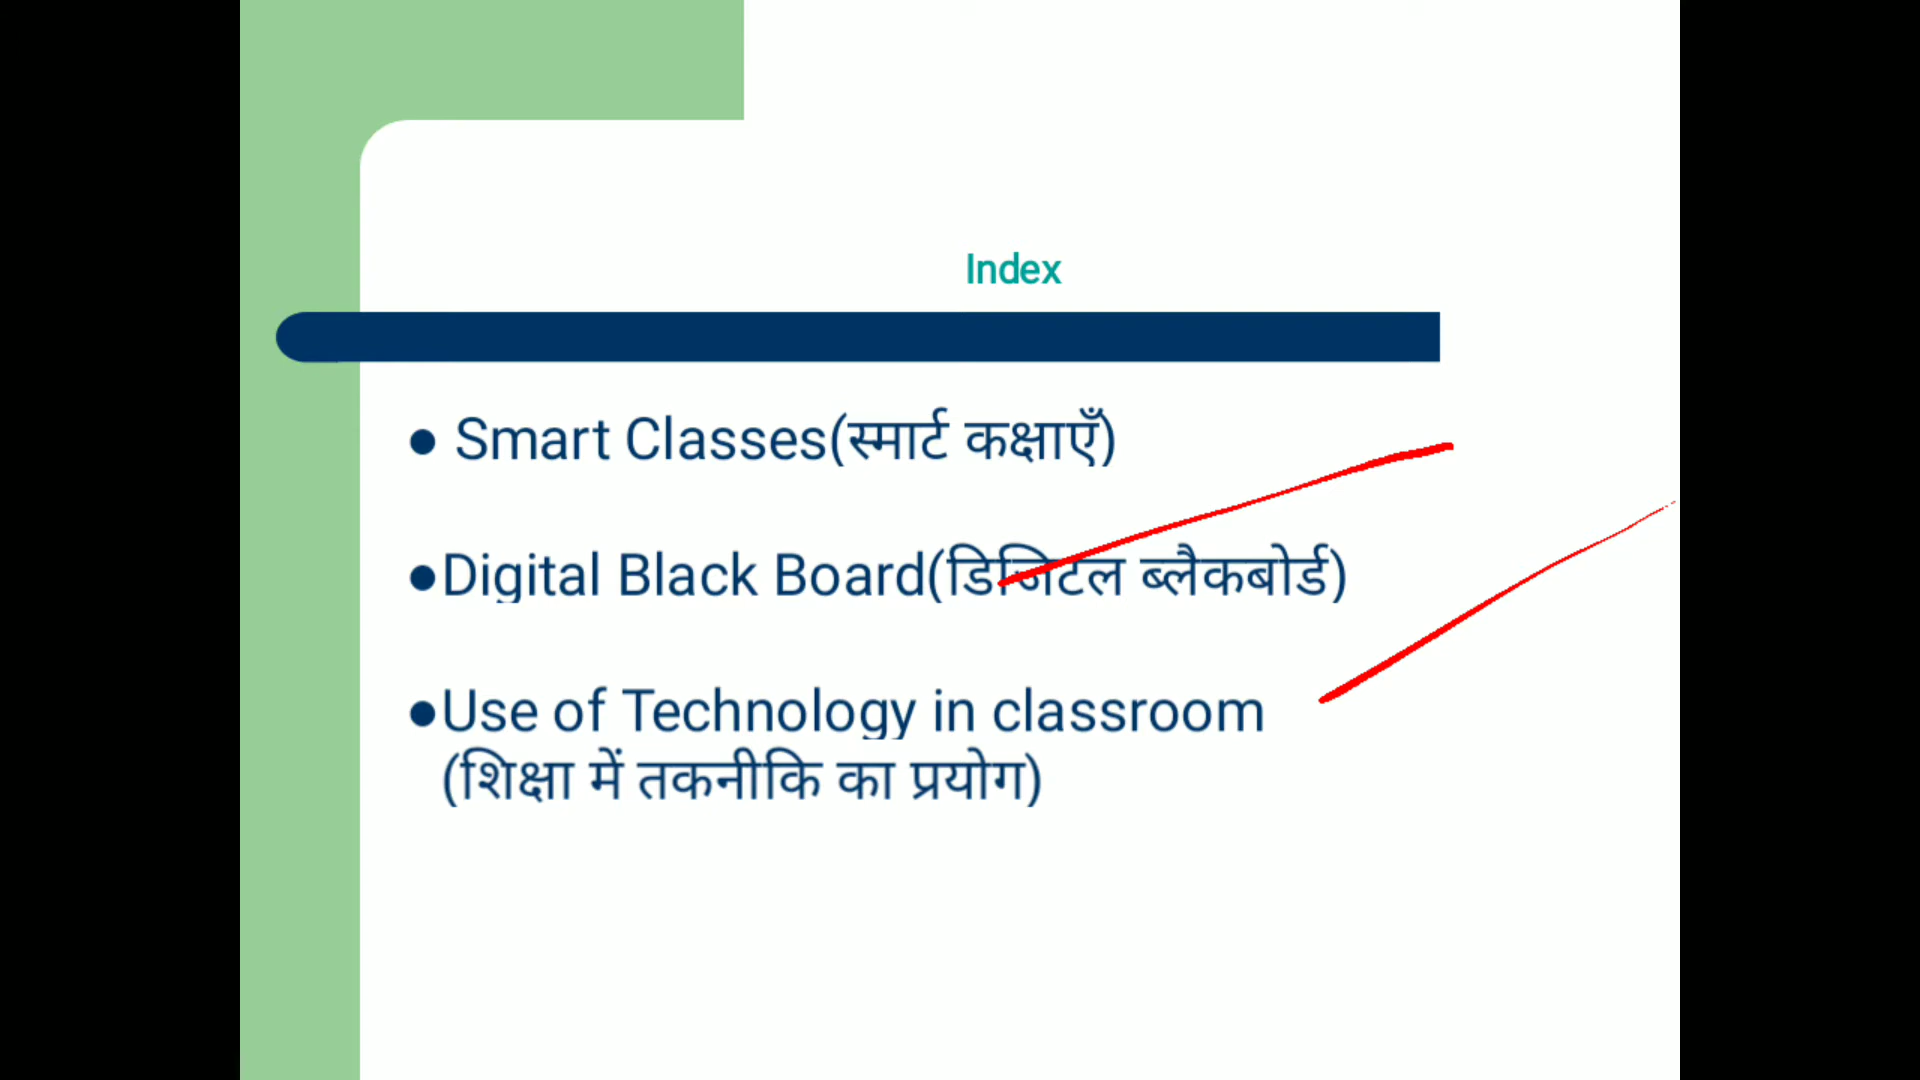 Index
● Smart Classes(स्मार्ट कक्षाएँ)
●Digital Black Board(डिजिटल ब्लैकबोर्ड)
●Use of Technology in classroom
(शिक्षा में तकनीकि का प्रयोग)